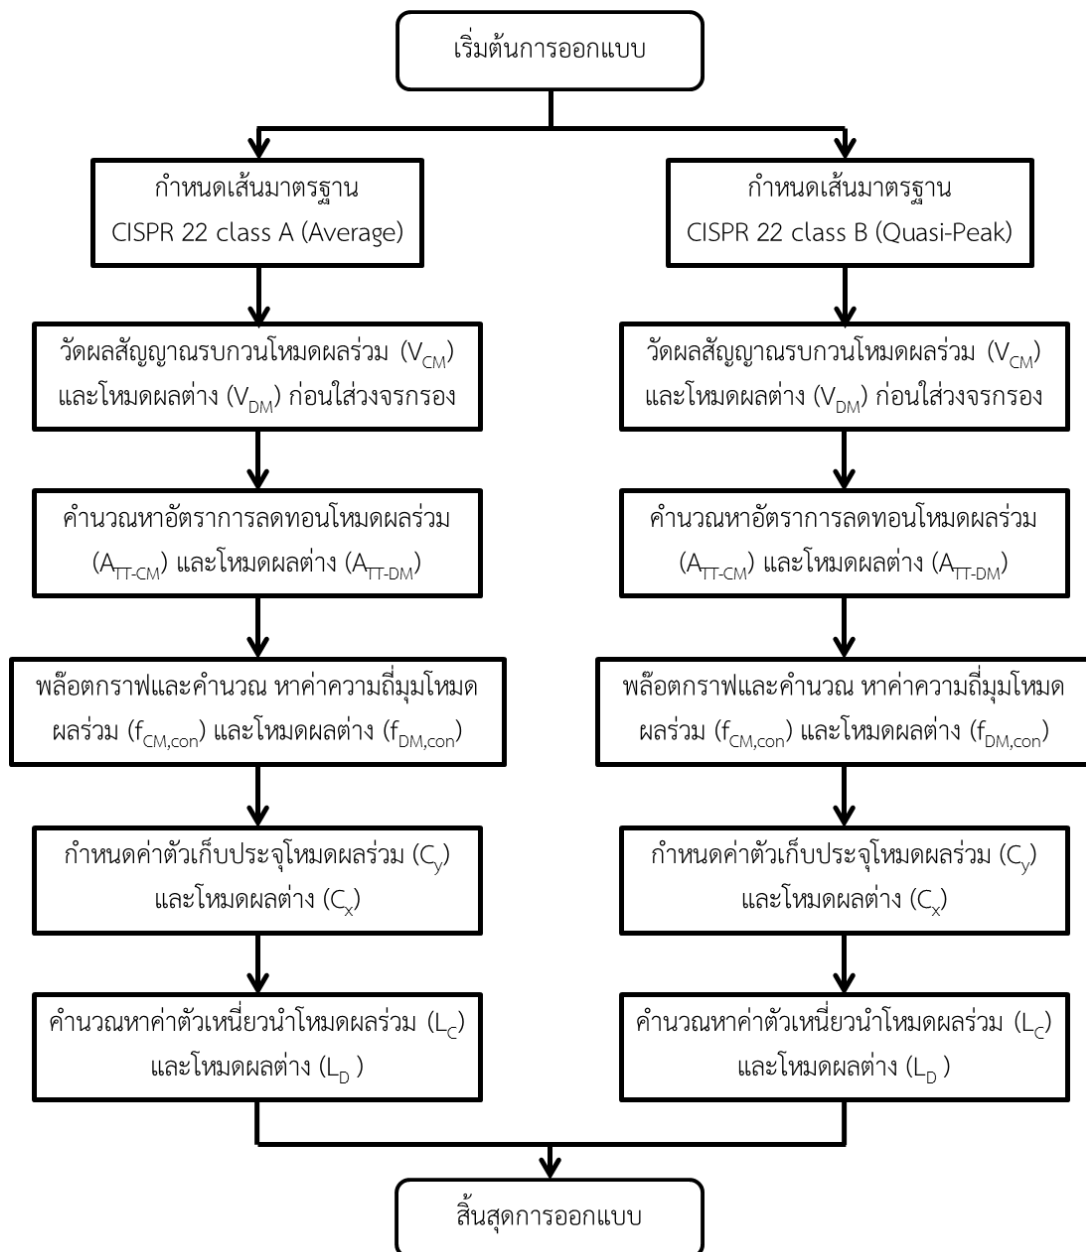 เริ่มต้นการออกแบบ
กำหนดเส้นมาตรฐาน
CISPR 22 class A (Average)
กำหนดเส้นมาตรฐาน
CISPR 22 class B (Quasi-Peak)
วัดผลสัญญาณรบกวนโหมดผลร่วม (V_CM)
และโหมดผลต่าง (V_DM) ก่อนใส่วงจรกรอง
วัดผลสัญญาณรบกวนโหมดผลร่วม (V_CM)
และโหมดผลต่าง (V_DM) ก่อนใส่วงจรกรอง
คำนวณหาอัตราการลดทอนโหมดผลร่วม
(A_TT-CM) และโหมดผลต่าง (A_TT-DM)
คำนวณหาอัตราการลดทอนโหมดผลร่วม
(A_TT-CM) และโหมดผลต่าง (A_TT-DM)
พล๊อตกราฟและคำนวณ หาค่าความถี่มุมโหมด
ผลร่วม (f_CM,con) และโหมดผลต่าง (f_DM,con)
พล๊อตกราฟและคำนวณ หาค่าความถี่มุมโหมด
ผลร่วม (f_CM,con) และโหมดผลต่าง (f_DM,con)
กำหนดค่าตัวเก็บประจุโหมดผลร่วม (C_y)
และโหมดผลต่าง (C_x)
กำหนดค่าตัวเก็บประจุโหมดผลร่วม (C_y)
และโหมดผลต่าง (C_x)
คำนวณหาค่าตัวเหนี่ยวนำโหมดผลร่วม (L_C)
และโหมดผลต่าง (L_D )
คำนวณหาค่าตัวเหนี่ยวนำโหมดผลร่วม (L_C)
และโหมดผลต่าง (L_D )
สิ้นสุดการออกแบบ